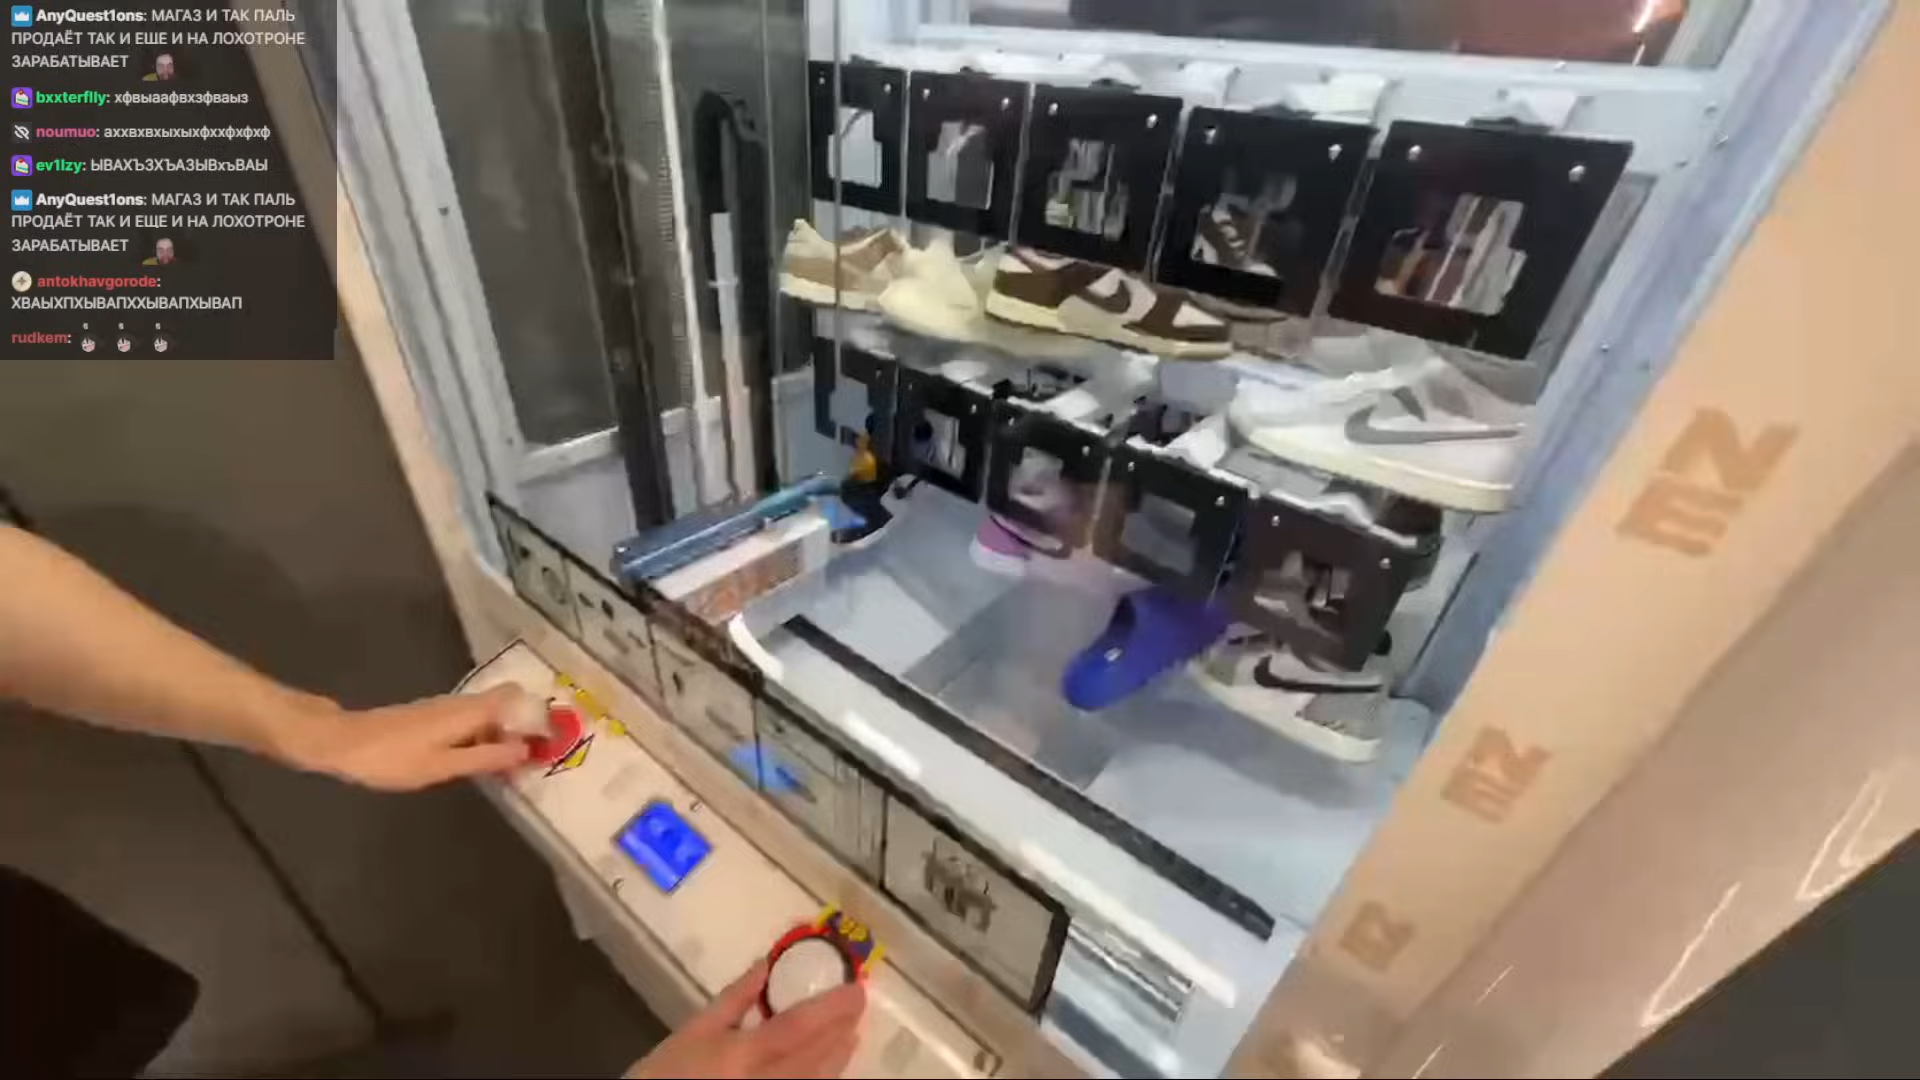 AnyQuest1ons: МАГАЗ И ТАК ПАЛЬ
ПРОДАЁТ ТАК И ЕЩЕ И НА ЛОХОТРОНЕ
ЗАРАБАТЫВАЕТ
bxxterflly: хфвыаафвхзфваыз
noumuo: аххвхвхыхыхфххфхфхф
ev1lzy: ЫВАХЪЗХЪАЗЫВхъВАЫ
AnyQuest1ons: МАГАЗ И ТАК ПАЛЬ
ПРОДАЁТ ТАК И ЕЩЕ И НА ЛОХОТРОНЕ
ЗАРАБАТЫВАЕТ
antokhavgorode:
ХВАЫХПХЫВАПХХЫВАПХЫВАП
rudkem: